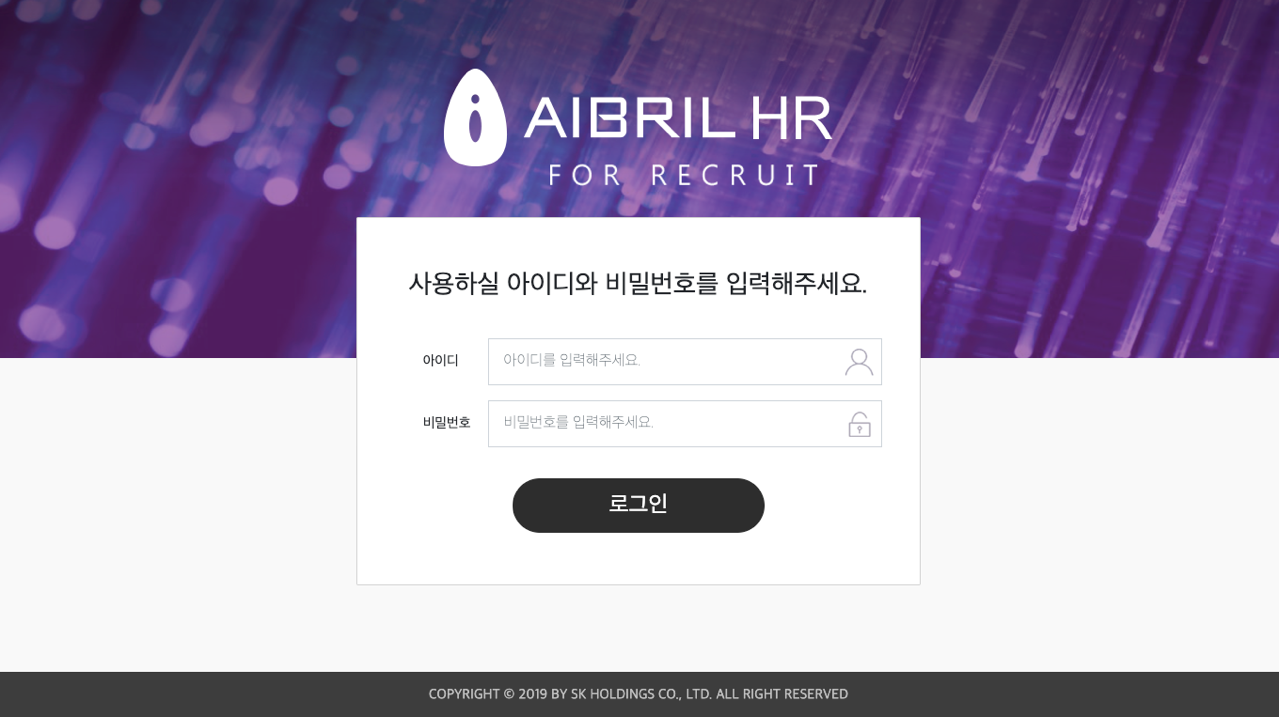 AIBRIL HR
FOR RECRUIT
사용하실 아이디와 비밀번호를 입력해주세요.
아이디
아이디를 입력해주세요.
비밀번호
비밀번호를 입력해주세요.
로그인
COPYRIGHT © 2019 BY SK HOLDINGS CO., LTD. ALL RIGHT RESERVED